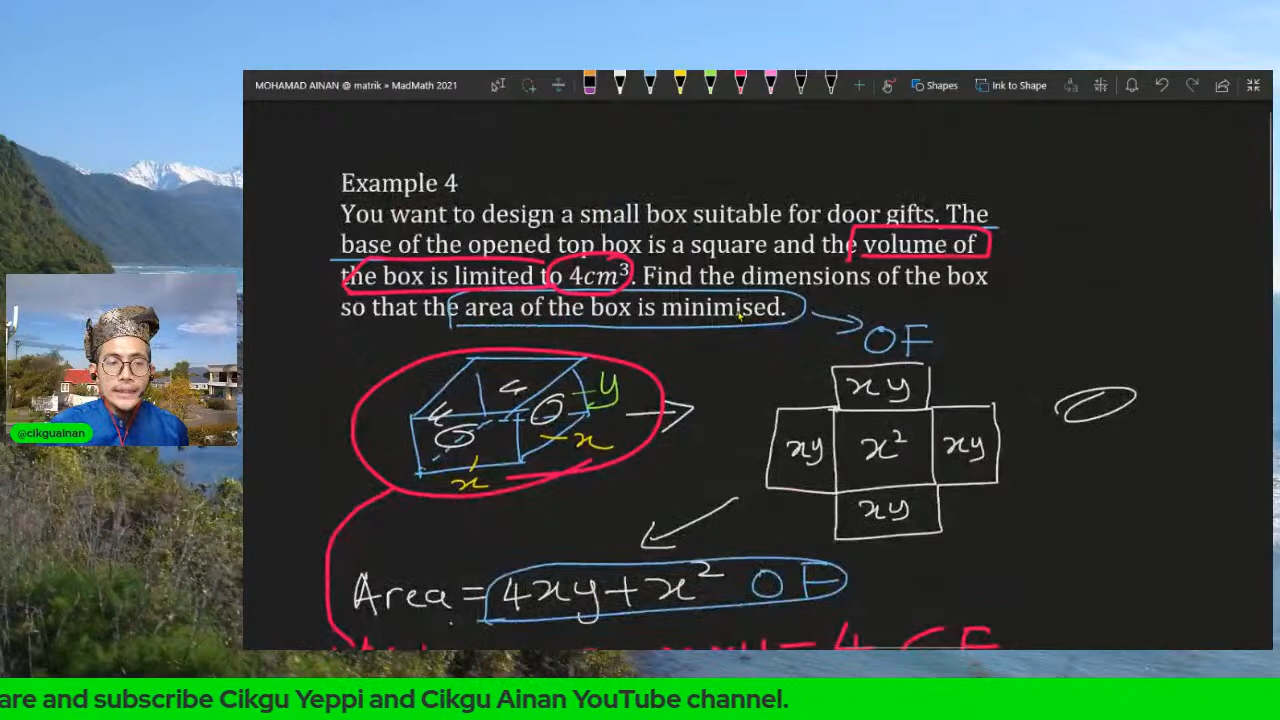 MOHAMAD AINAN @ matrik » MadMath 2021
Shapes
Ink to Shape
Example 4
You want to design a small box suitable for door gifts. The
base of the opened top box is a square and the volume of
the box is limited to 4cm³. Find the dimensions of the box
so that the area of the box is minimised.
OF
y
x
x
xy
xy
x²
xy
xy
Area = 4xy + x² OF
= 4 CE
@cikguainan
are and subscribe Cikgu Yeppi and Cikgu Ainan YouTube channel.